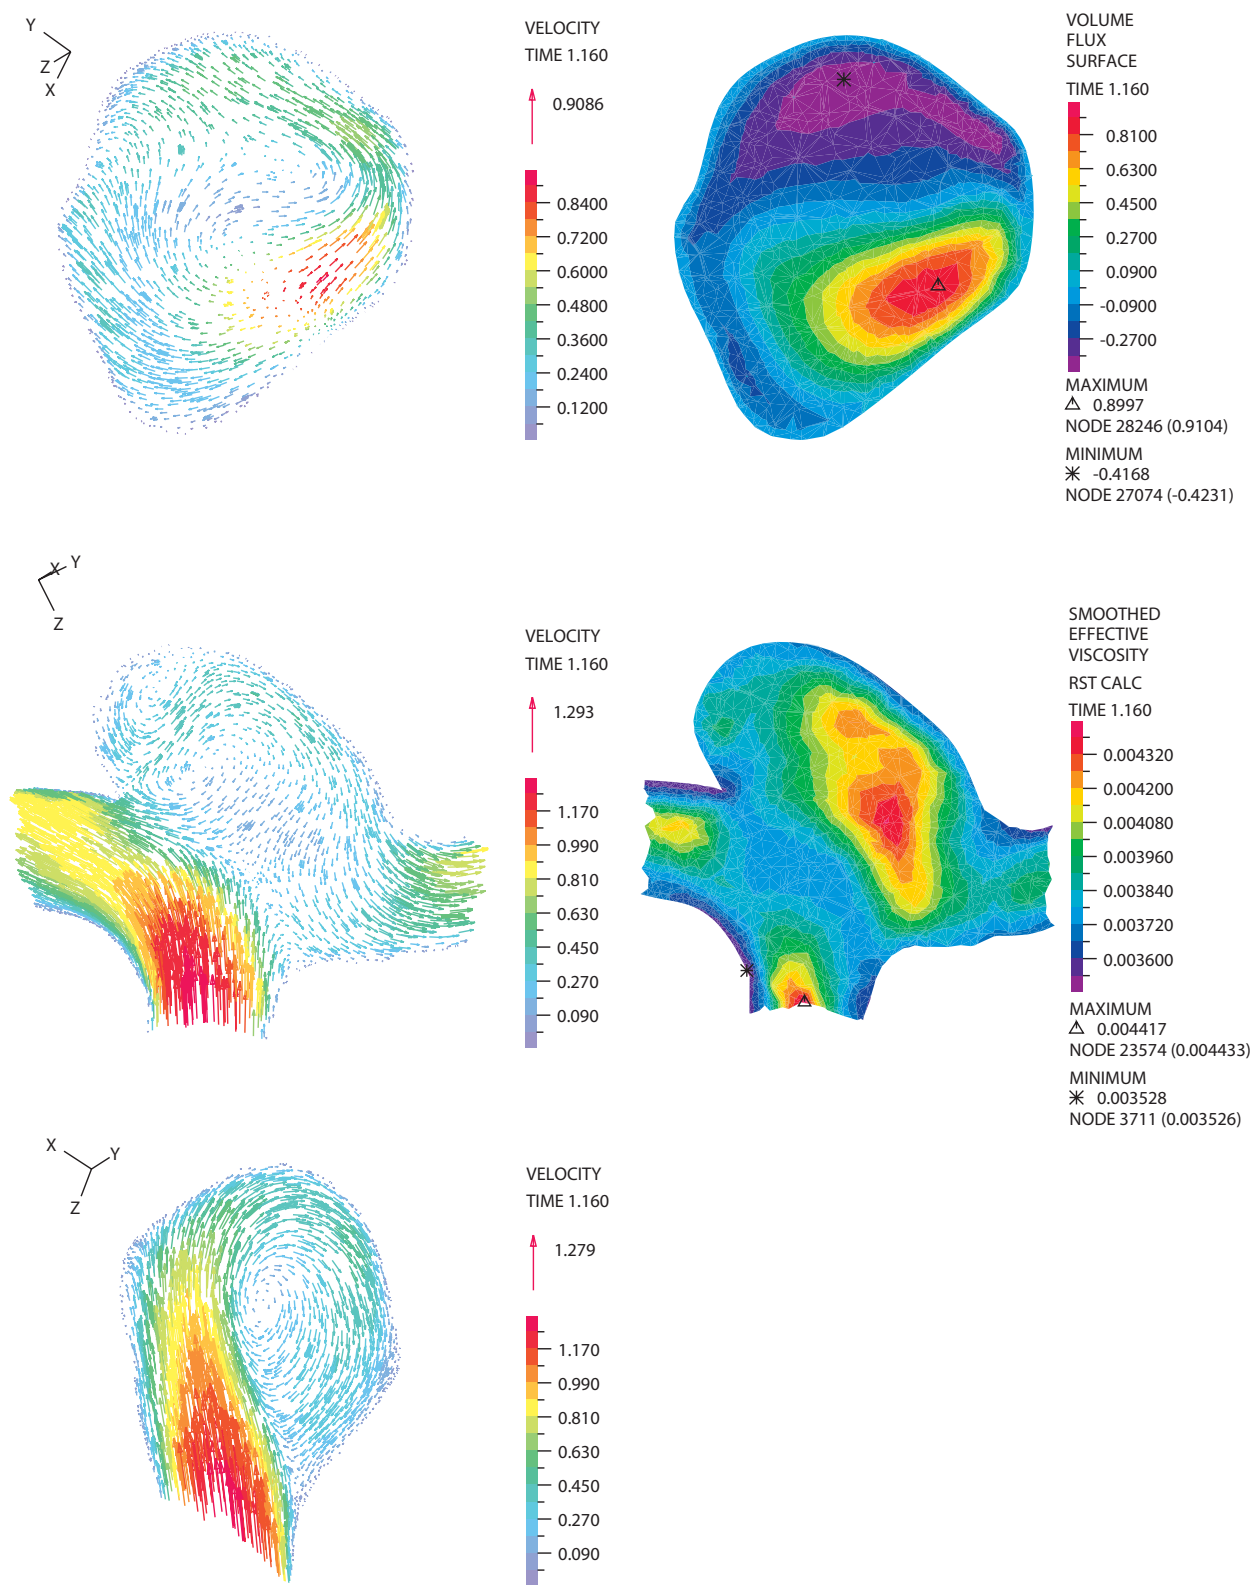 Y
Z
X
VELOCITY
TIME 1.160
0.9086
0.8400
0.7200
0.6000
0.4800
0.3600
0.2400
0.1200
VOLUME
FLUX
SURFACE
TIME 1.160
0.8100
0.6300
0.4500
0.2700
0.0900
-0.0900
-0.2700
MAXIMUM
0.8997
NODE 28246 (0.9104)
MINIMUM
-0.4168
NODE 27074 (-0.4231)
X Y
Z
VELOCITY
TIME 1.160
1.293
1.170
0.990
0.810
0.630
0.450
0.270
0.090
SMOOTHED
EFFECTIVE
VISCOSITY
RST CALC
TIME 1.160
0.004320
0.004200
0.004080
0.003960
0.003840
0.003720
0.003600
MAXIMUM
0.004417
NODE 23574 (0.004433)
MINIMUM
0.003528
NODE 3711 (0.003526)
X
Y
Z
VELOCITY
TIME 1.160
1.279
1.170
0.990
0.810
0.630
0.450
0.270
0.090